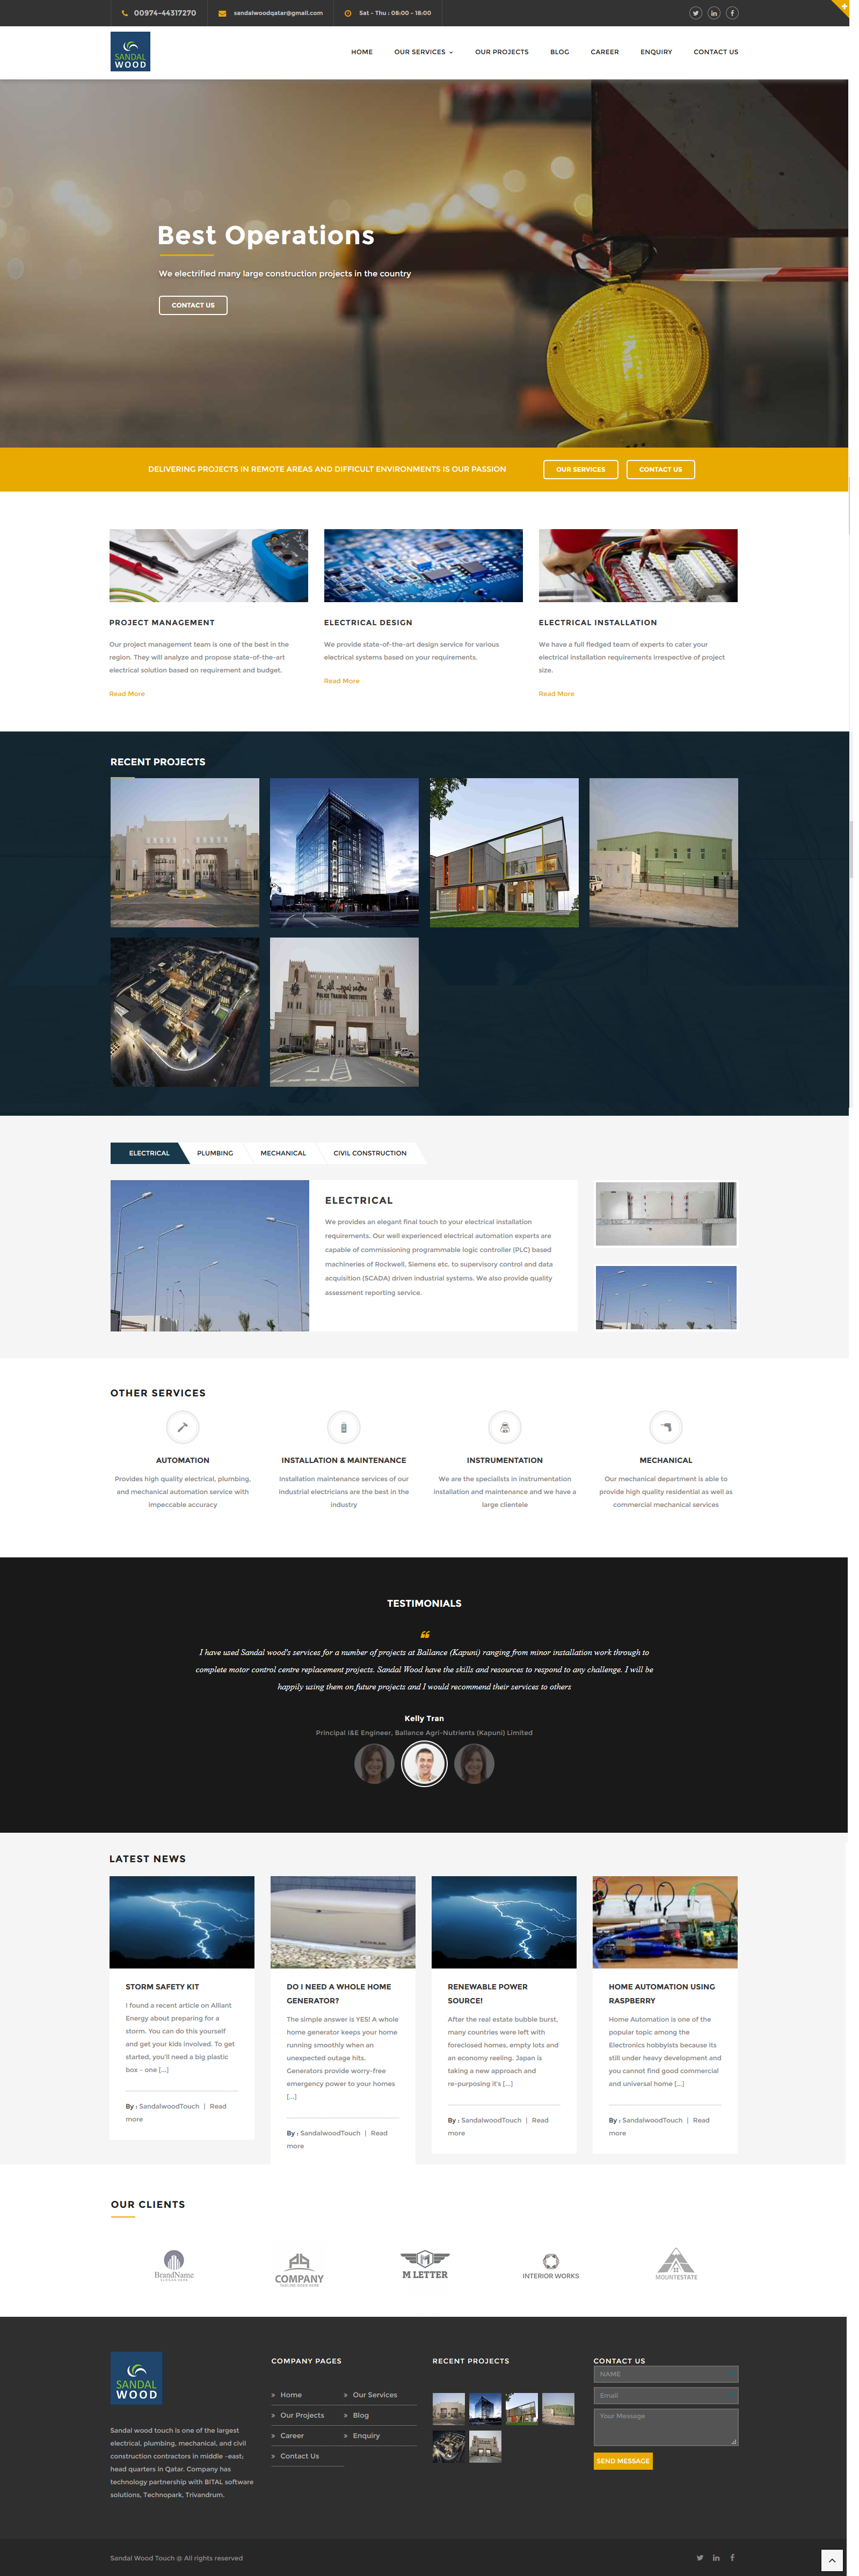 00974-44317270
sandalwoodqatar@gmail.com
Sat - Thu : 08:00 - 18:00
SANDAL
WOOD
HOME
OUR SERVICES
OUR PROJECTS
BLOG
CAREER
ENQUIRY
CONTACT US
Best Operations
We electrified many large construction projects in the country
CONTACT US
DELIVERING PROJECTS IN REMOTE AREAS AND DIFFICULT ENVIRONMENTS IS OUR PASSION
OUR SERVICES
CONTACT US
PROJECT MANAGEMENT
Our project management team is one of the best in the
region. They will analyze and propose state-of-the-art
electrical solution based on requirement and budget.
Read More
ELECTRICAL DESIGN
We provide state-of-the-art design service for various
electrical systems based on your requirements.
Read More
ELECTRICAL INSTALLATION
We have a full fledged team of experts to cater your
electrical installation requirements irrespective of project
size.
Read More
RECENT PROJECTS
POLICE TRAINING INSTITUTE
ELECTRICAL
PLUMBING
MECHANICAL
CIVIL CONSTRUCTION
ELECTRICAL
We provides an elegant final touch to your electrical installation
requirements. Our well experienced electrical automation experts are
capable of commissioning programmable logic controller (PLC) based
machineries of Rockwell, Siemens etc. to supervisory control and data
acquisition (SCADA) driven industrial systems. We also provide quality
assessment reporting service.
OTHER SERVICES
AUTOMATION
Provides high quality electrical, plumbing,
and mechanical automation service with
impeccable accuracy
INSTALLATION & MAINTENANCE
Installation maintenance services of our
industrial electricians are the best in the
industry
INSTRUMENTATION
We are the specialists in instrumentation
installation and maintenance and we have a
large clientele
MECHANICAL
Our mechanical department is able to
provide high quality residential as well as
commercial mechanical services
TESTIMONIALS
I have used Sandal wood's services for a number of projects at Ballance (Kapuni) ranging from minor installation work through to
complete motor control centre replacement projects. Sandal Wood have the skills and resources to respond to any challenge. I will be
happily using them on future projects and I would recommend their services to others
Kelly Tran
Principal I&E Engineer, Ballance Agri-Nutrients (Kapuni) Limited
LATEST NEWS
STORM SAFETY KIT
I found a recent article on Alliant
Energy about preparing for a
storm. You can do this yourself
and get your kids involved. To get
started, you'll need a big plastic
box - one [...]
By : SandalwoodTouch | Read
more
DO I NEED A WHOLE HOME
GENERATOR?
The simple answer is YES! A whole
home generator keeps your home
running smoothly when an
unexpected outage hits.
Generators provide worry-free
emergency power to your homes
[...]
By : SandalwoodTouch | Read
more
RENEWABLE POWER
SOURCE!
After the real estate bubble burst,
many countries were left with
foreclosed homes, empty lots and
an economy reeling. Japan is
taking a new approach and
re-purposing it's [...]
By : SandalwoodTouch | Read
more
HOME AUTOMATION USING
RASPBERRY
Home Automation is one of the
popular topic among the
Electronics hobbyists because its
still under heavy development and
you cannot find good commercial
and universal home [...]
By : SandalwoodTouch | Read
more
OUR CLIENTS
BrandName
SLOGAN HERE
COMPANY
TAGLINE GOES HERE
M LETTER
INTERIOR WORKS
MOUNTESTATE
SANDAL
WOOD
Sandal wood touch is one of the largest
electrical, plumbing, mechanical, and civil
construction contractors in middle -east;
head quarters in Qatar. Company has
technology partnership with BITAL software
solutions, Technopark, Trivandrum.
COMPANY PAGES
Home
Our Services
Our Projects
Blog
Career
Enquiry
Contact Us
RECENT PROJECTS
CONTACT US
NAME
Email
Your Message
SEND MESSAGE
Sandal Wood Touch @ All rights reserved